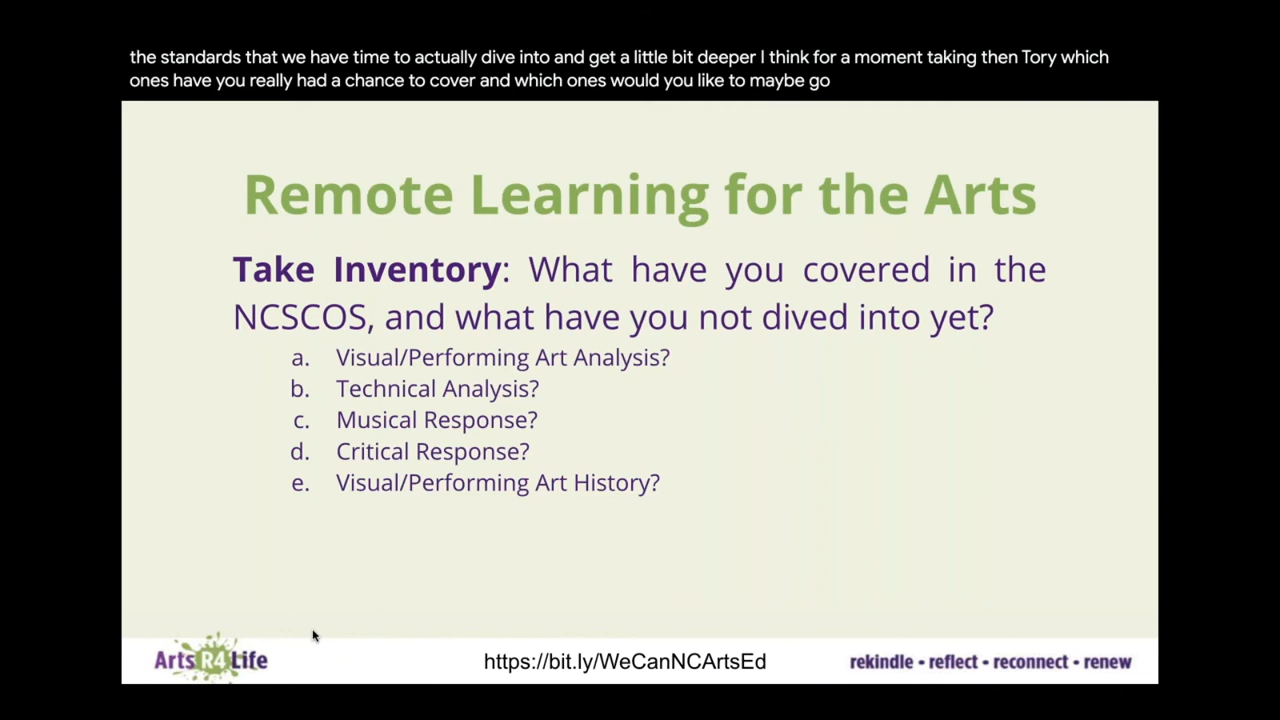 the standards that we have time to actually dive into and get a little bit deeper I think for a moment taking then Tory which
ones have you really had a chance to cover and which ones would you like to maybe go
Remote Learning for the Arts
Take Inventory: What have you covered in the
NCSCOS, and what have you not dived into yet?
a. Visual/Performing Art Analysis?
b. Technical Analysis?
c. Musical Response?
d. Critical Response?
e. Visual/Performing Art History?
Arts R4 Life
https://bit.ly/WeCanNCArtsEd
rekindle • reflect • reconnect • renew